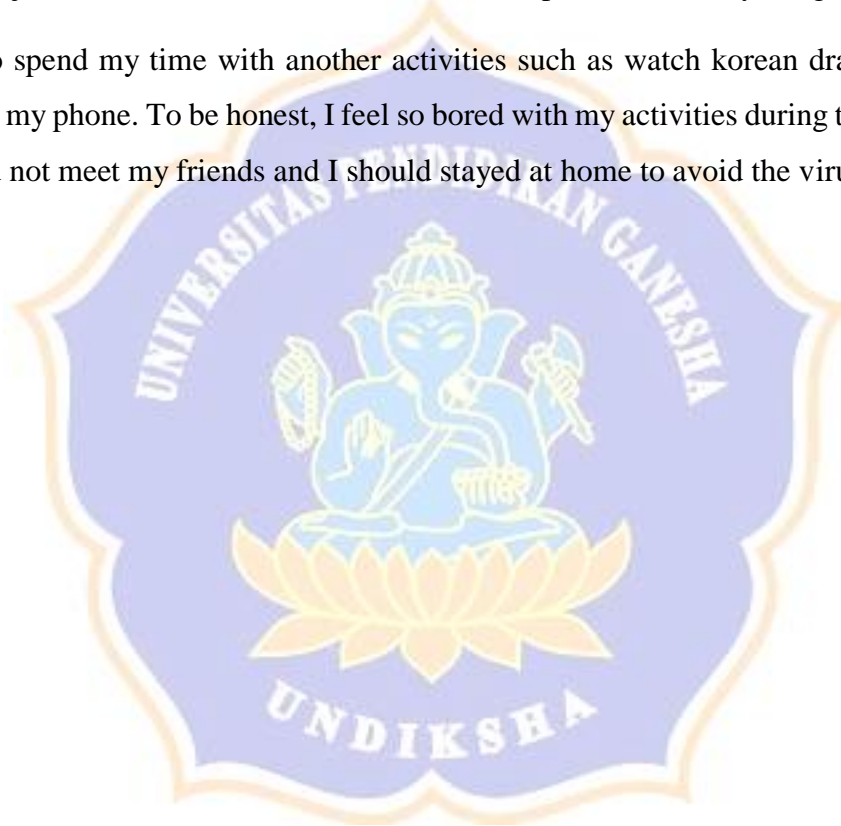 spend my time with another activities such as watch korean
my phone. To be honest, I feel so bored with my activities during
not meet my friends and I should stayed at home to avoid the
UNIVERSITAS PENDIDIKAN GANESHA
UNDIKSHA